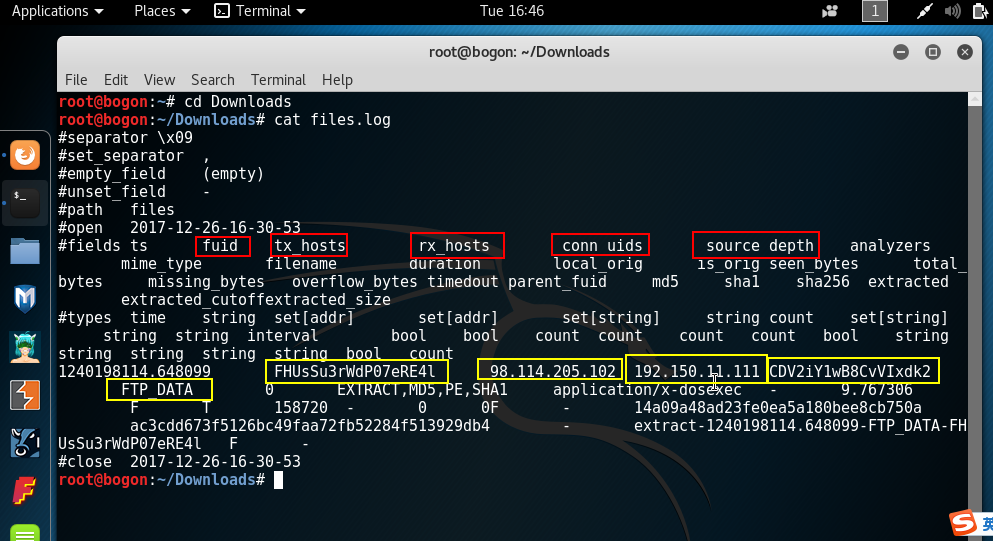 Applications Places Terminal Tue 16:46 1
root@bogon: ~/Downloads
File Edit View Search Terminal Help
root@bogon:~# cd Downloads
root@bogon:~/Downloads# cat files.log
#separator \x09
#set_separator ,
#empty_field (empty)
#unset_field -
#path files
#open 2017-12-26-16-30-53
#fields ts fuid tx_hosts rx_hosts conn_uids source depth analyzers
mime_type filename duration local_orig is_orig seen_bytes total_
bytes missing_bytes overflow_bytes timedout parent_fuid md5 sha1 sha256 extracted
extracted_cutoffextracted_size
#types time string set[addr] set[addr] set[string] string count set[string]
string string interval bool bool count count count count bool string
string string string string bool count
1240198114.648099 FHUsSu3rWdP07eRE4l 98.114.205.102 192.150.11.111 CDV2iY1wB8CvVIxdk2
FTP_DATA 0 EXTRACT,MD5,PE,SHA1 application/x-dosexec - 9.767306
F T 158720 - 0 0F - 14a09a48ad23fe0ea5a180bee8cb750a
ac3cdd673f5126bc49faa72fb52284f513929db4 - extract-1240198114.648099-FTP_DATA-FH
UsSu3rWdP07eRE4l F -
#close 2017-12-26-16-30-53
root@bogon:~/Downloads#
$_
S 英